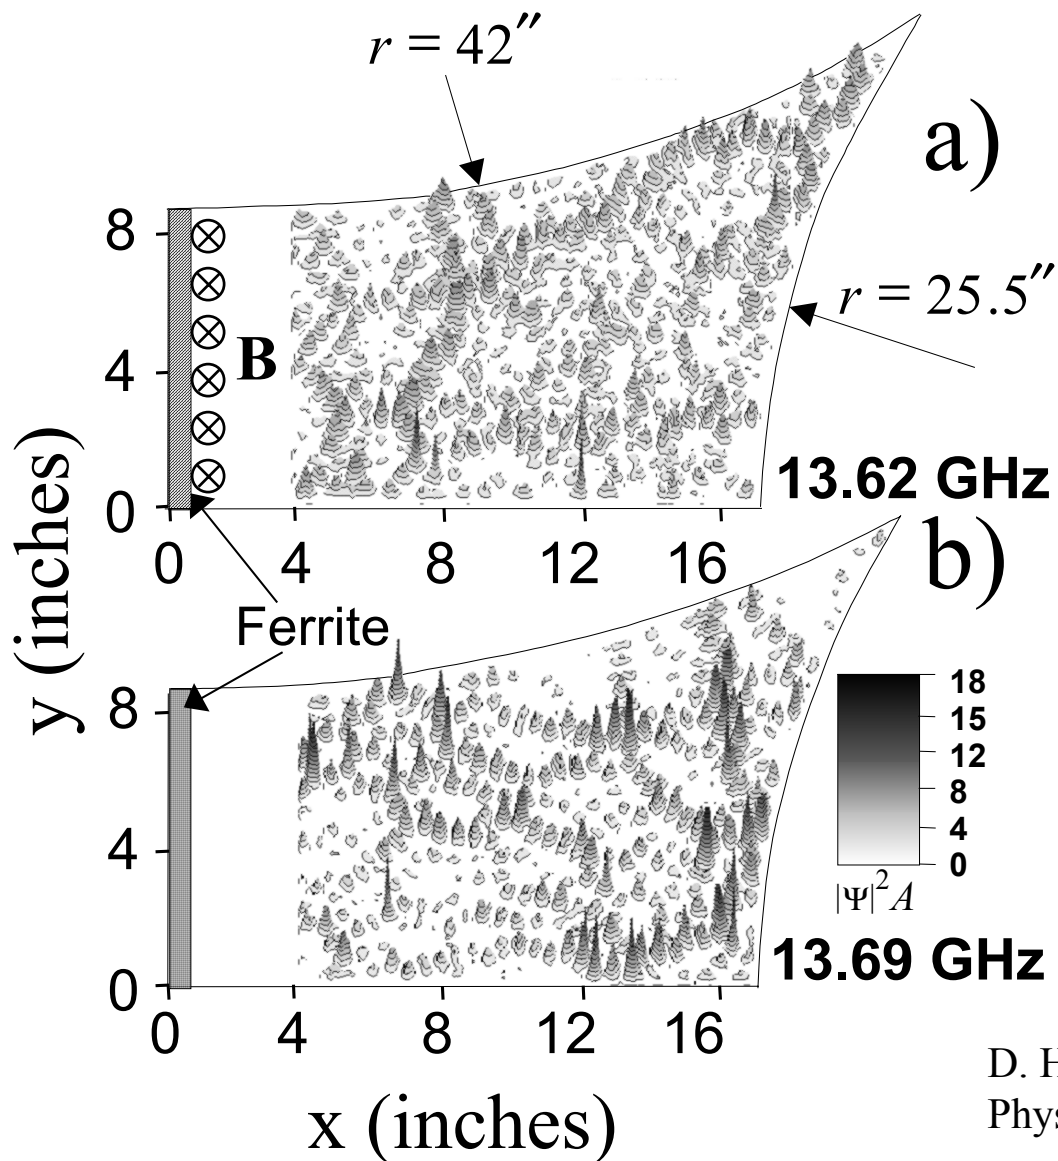 r = 42″
a)
8
B
r = 25.5″
4
y (inches)
13.62 GHz
0
0 4 8 12 16
b)
Ferrite
8
18
15
12
8
4
0
4
|Ψ|²A
13.69 GHz
0
0 4 8 12 16
D. H
Phys
x (inches)